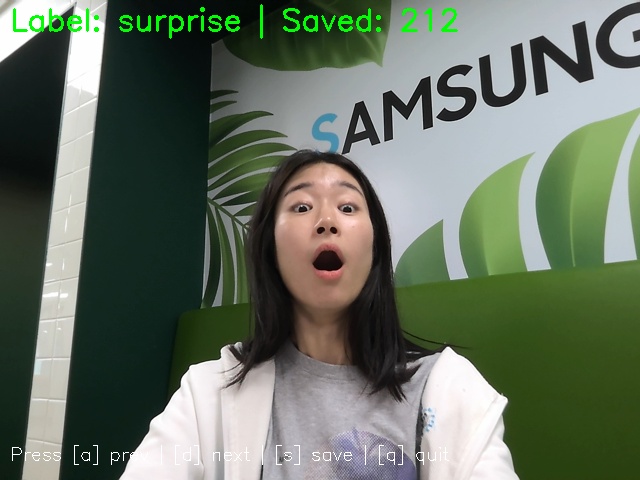 Label: surprise | Saved: 212
SAMSUNG
Press [a] prev | [d] next | [s] save | [q] quit